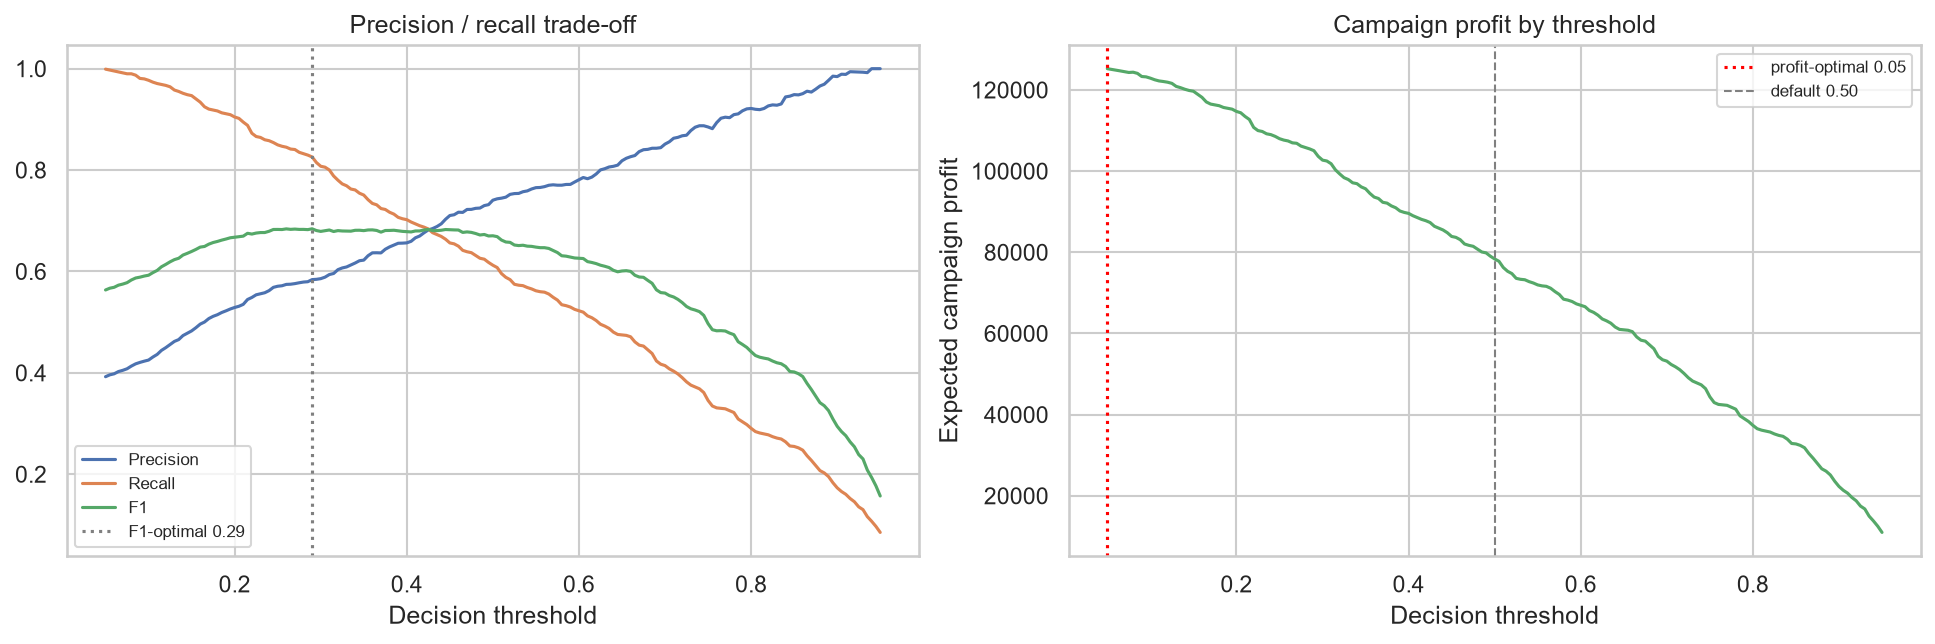 Precision / recall trade-off
1.0
0.8
0.6
0.4
0.2
Precision
Recall
F1
F1-optimal 0.29
0.2 0.4 0.6 0.8
Decision threshold
Campaign profit by threshold
Expected campaign profit
120000
100000
80000
60000
40000
20000
profit-optimal 0.05
default 0.50
0.2 0.4 0.6 0.8
Decision threshold